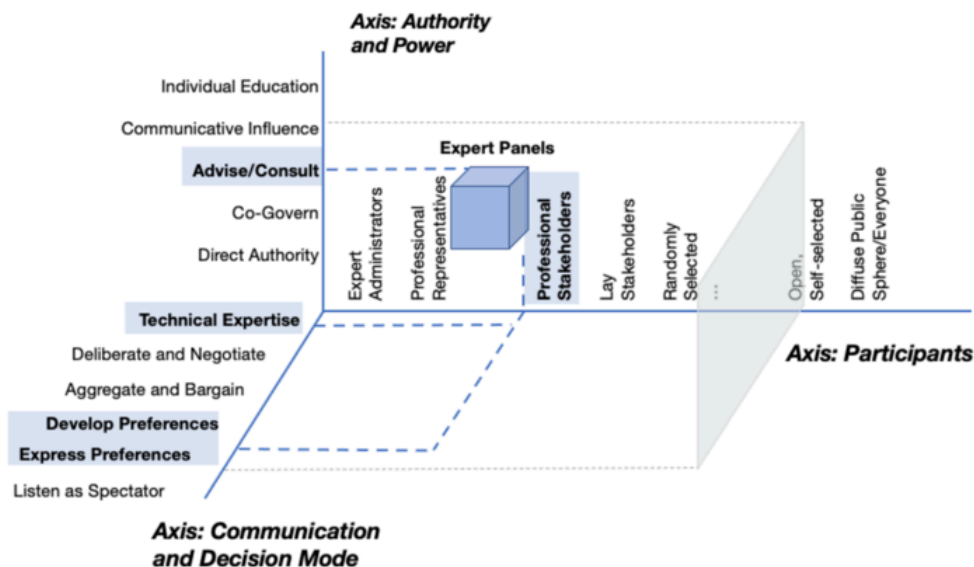 Axis: Authority
and Power
Individual Education
Communicative Influence
Advise/Consult
Co-Govern
Direct Authority
Expert Panels
Expert
Administrators
Professional
Representatives
Professional
Stakeholders
Lay
Stakeholders
Randomly
Selected
...
Open,
Self-selected
Diffuse Public
Sphere/Everyone
Axis: Participants
Technical Expertise
Deliberate and Negotiate
Aggregate and Bargain
Develop Preferences
Express Preferences
Listen as Spectator
Axis: Communication
and Decision Mode